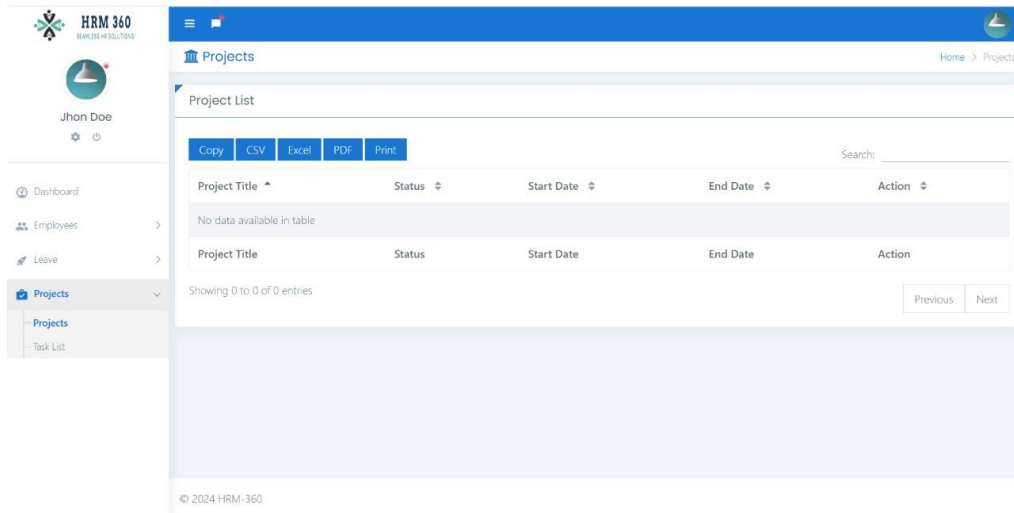 HRM 360
SEAMLESS HR SOLUTIONS
Jhon Doe
Dashboard
Employees
Leave
Projects
Projects
Task List
Projects
Home > Projects
Project List
Copy CSV Excel PDF Print
Search:
Project Title Status Start Date End Date Action
No data available in table
Project Title Status Start Date End Date Action
Showing 0 to 0 of 0 entries
Previous Next
© 2024 HRM-360